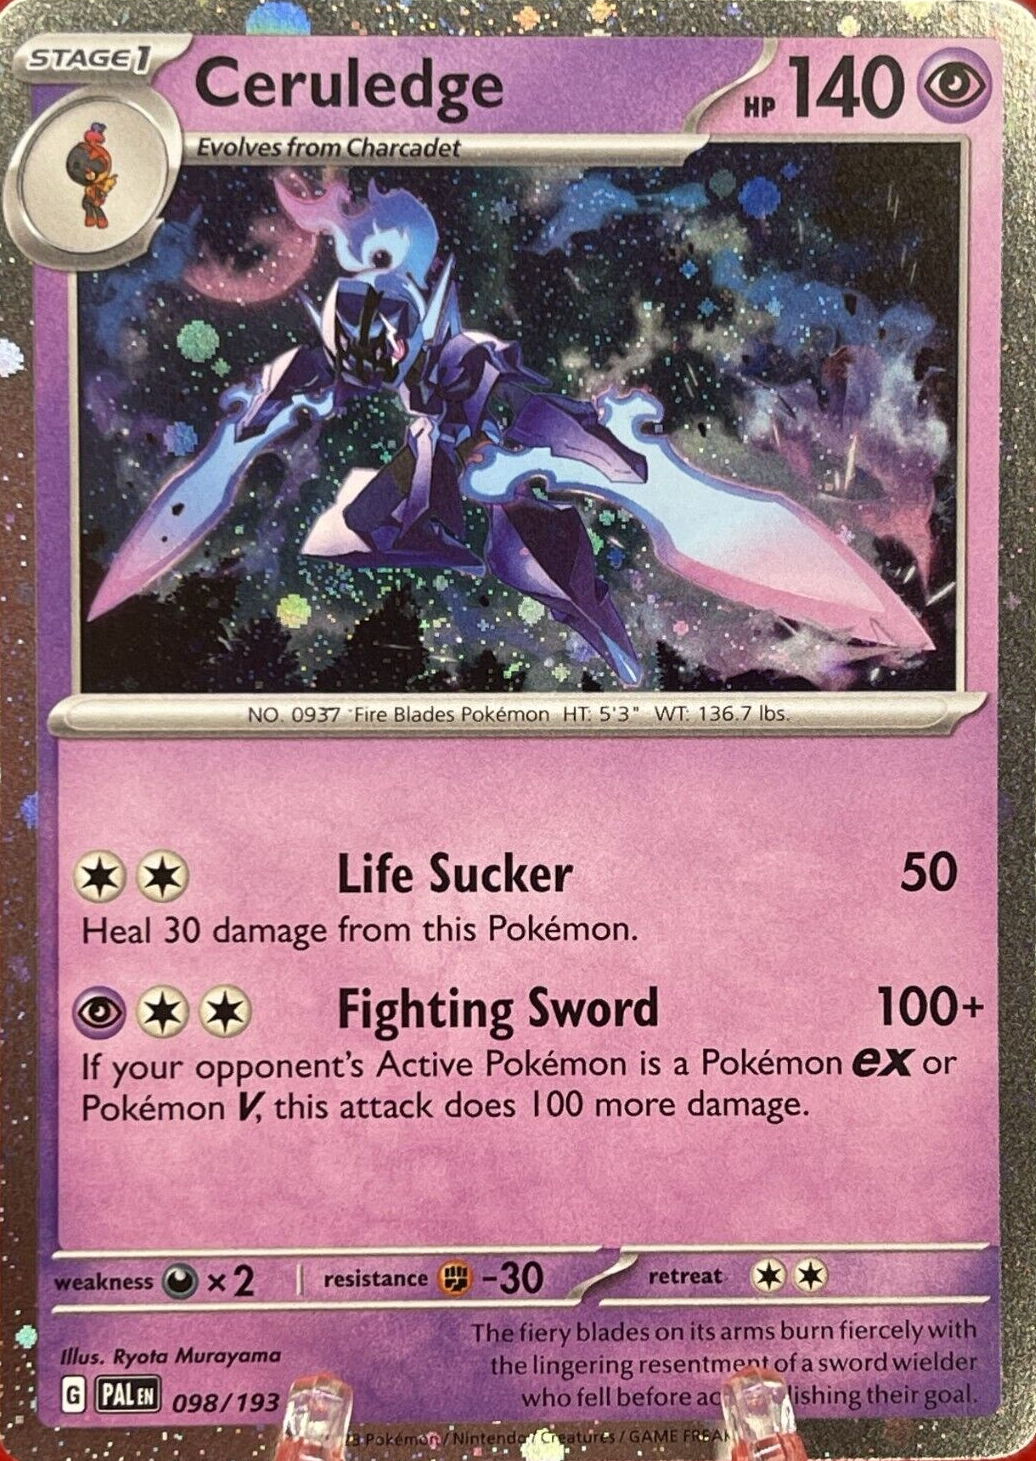 STAGE1
Ceruledge
HP 140
Evolves from Charcadet
NO. 0937 Fire Blades Pokémon HT: 5'3" WT: 136.7 lbs.
Life Sucker 50
Heal 30 damage from this Pokémon.
Fighting Sword 100+
If your opponent's Active Pokémon is a Pokémon ex or
Pokémon V, this attack does 100 more damage.
weakness ×2 resistance -30 retreat
The fiery blades on its arms burn fiercely with
the lingering resentment of a sword wielder
who fell before lishing their goal.
Illus. Ryota Murayama
G PAL EN 098/193
Pokémon / Nintendo / Creatures / GAME FREAK